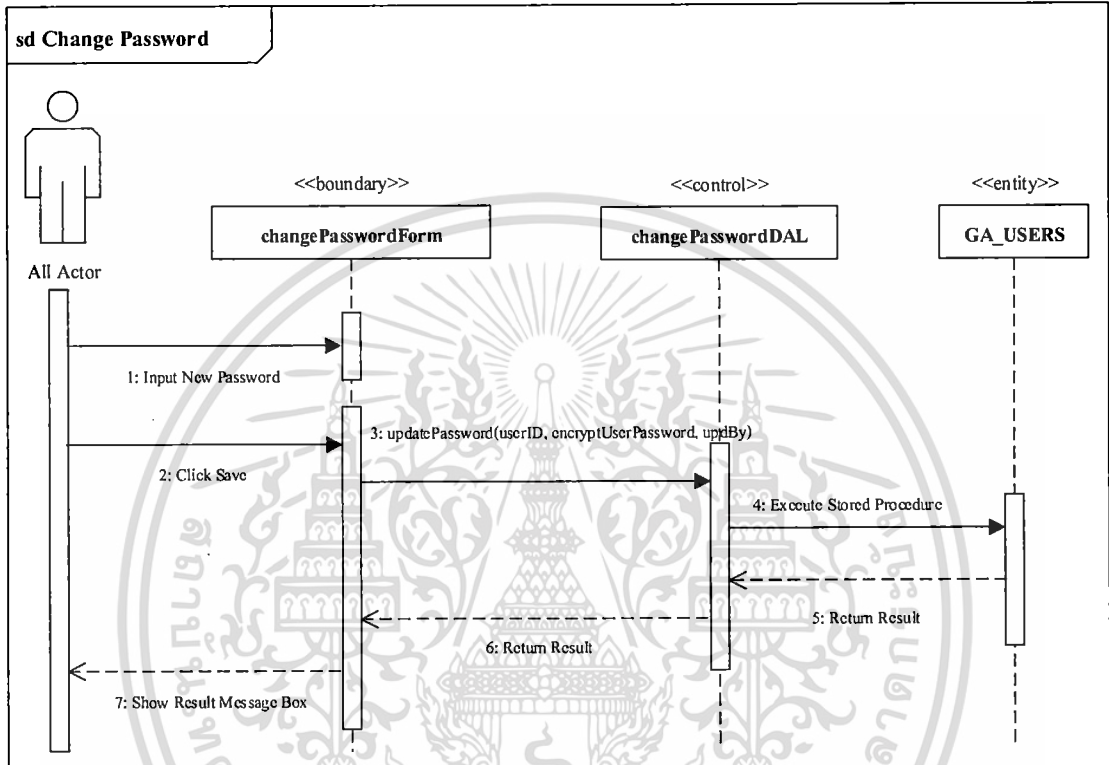 sd Change Password
<<boundary>>
<<control>>
<<entity>>
changePasswordForm
changePasswordDAL
GA_USERS
All Actor
1: Input New Password
3: updatePassword(userID, encryptUserPassword, updBy)
2: Click Save
4: Execute Stored Procedure
5: Return Result
6: Return Result
7: Show Result Message Box